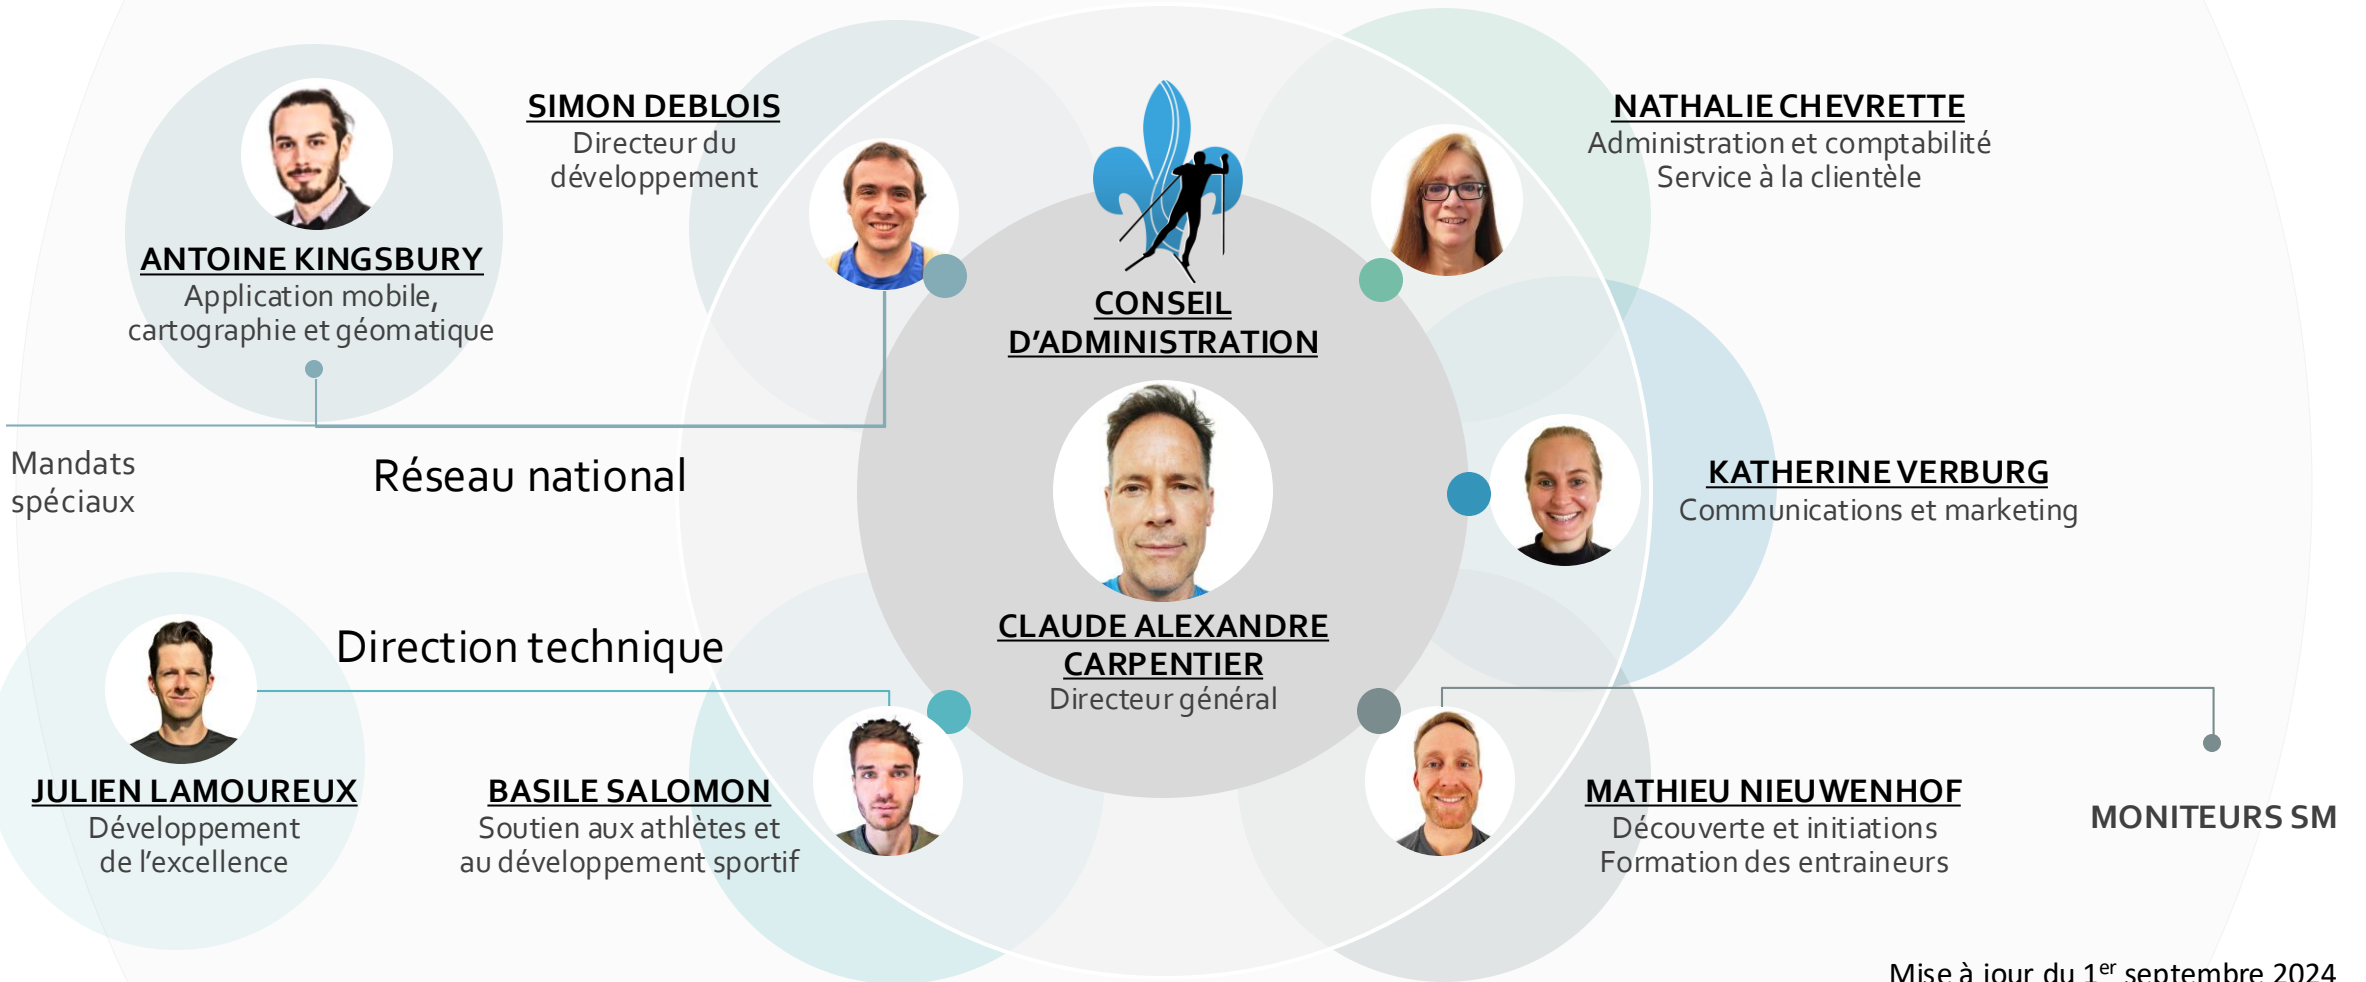 ANTOINE KINGSBURY
Application mobile,
cartographie et géomatique
SIMON DEBLOIS
Directeur du
développement
CONSEIL
D’ADMINISTRATION
NATHALIE CHEVRETTE
Administration et comptabilité
Service à la clientèle
Mandats
spéciaux
Réseau national
KATHERINE VERBURG
Communications et marketing
CLAUDE ALEXANDRE
CARPENTIER
Directeur général
Direction technique
JULIEN LAMOUREUX
Développement
de l’excellence
BASILE SALOMON
Soutien aux athlètes et
au développement sportif
MATHIEU NIEUWENHOF
Découverte et initiations
Formation des entraineurs
MONITEURS SM
Mise à jour du 1er septembre 2024